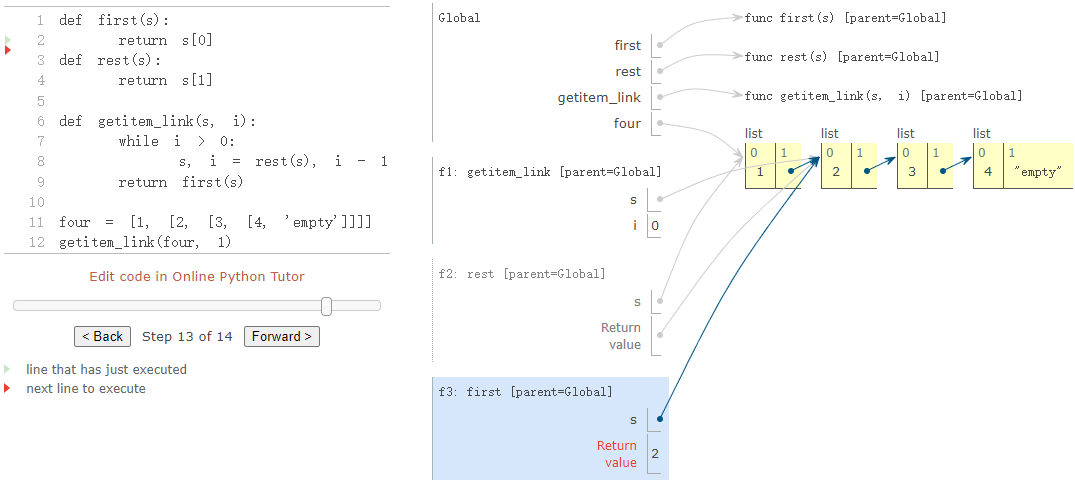 1 def first(s):
2 return s[0]
3 def rest(s):
4 return s[1]
5
6 def getitem_link(s, i):
7 while i > 0:
8 s, i = rest(s), i - 1
9 return first(s)
10
11 four = [1, [2, [3, [4, 'empty']]]]
12 getitem_link(four, 1)
Edit code in Online Python Tutor
< Back Step 13 of 14 Forward >
line that has just executed
next line to execute
Global
first
rest
getitem_link
four
func first(s) [parent=Global]
func rest(s) [parent=Global]
func getitem_link(s, i) [parent=Global]
list list list list
0 1 0 1 0 1 0 1
1 2 3 4 "empty"
f1: getitem_link [parent=Global]
s
i 0
f2: rest [parent=Global]
s
Return
value
f3: first [parent=Global]
s
Return
value 2